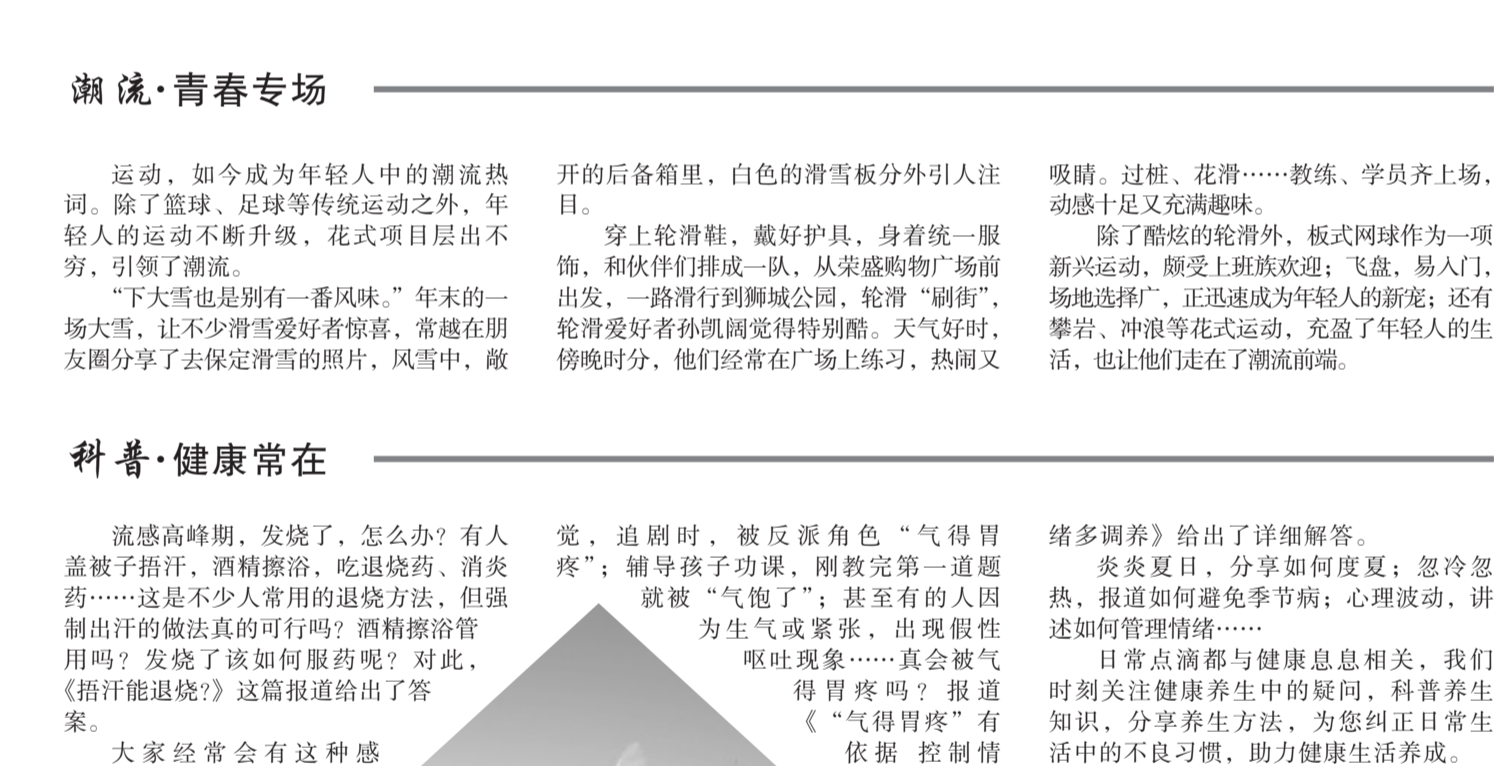 潮流·青春专场
运动，如今成为年轻人中的潮流热
词。除了篮球、足球等传统运动之外，年
轻人的运动不断升级，花式项目层出不
穷，引领了潮流。
“下大雪也是别有一番风味。”年末的一
场大雪，让不少滑雪爱好者惊喜，常越在朋
友圈分享了去保定滑雪的照片，风雪中，敞
开的后备箱里，白色的滑雪板分外引人注
目。
穿上轮滑鞋，戴好护具，身着统一服
饰，和伙伴们排成一队，从荣盛购物广场前
出发，一路滑行到狮城公园，轮滑“刷街”，
轮滑爱好者孙凯阔觉得特别酷。天气好时，
傍晚时分，他们经常在广场上练习，热闹又
吸睛。过桩、花滑……教练、学员齐上场，
动感十足又充满趣味。
除了酷炫的轮滑外，板式网球作为一项
新兴运动，颇受上班族欢迎；飞盘，易入门，
场地选择广，正迅速成为年轻人的新宠；还有
攀岩、冲浪等花式运动，充盈了年轻人的生
活，也让他们走在了潮流前端。
科普·健康常在
流感高峰期，发烧了，怎么办？有人
盖被子捂汗，酒精擦浴，吃退烧药、消炎
药……这是不少人常用的退烧方法，但强
制出汗的做法真的可行吗？酒精擦浴管
用吗？发烧了该如何服药呢？对此，
《捂汗能退烧？》这篇报道给出了答
案。
大家经常会有这种感
觉，追剧时，被反派角色“气得胃
疼”；辅导孩子功课，刚教完第一道题
就被“气饱了”；甚至有的人因
为生气或紧张，出现假性
呕吐现象……真会被气
得胃疼吗？报道
《“气得胃疼”有
依据 控制情
绪多调养》给出了详细解答。
炎炎夏日，分享如何度夏；忽冷忽
热，报道如何避免季节病；心理波动，讲
述如何管理情绪……
日常点滴都与健康息息相关，我们
时刻关注健康养生中的疑问，科普养生
知识，分享养生方法，为您纠正日常生
活中的不良习惯，助力健康生活养成。